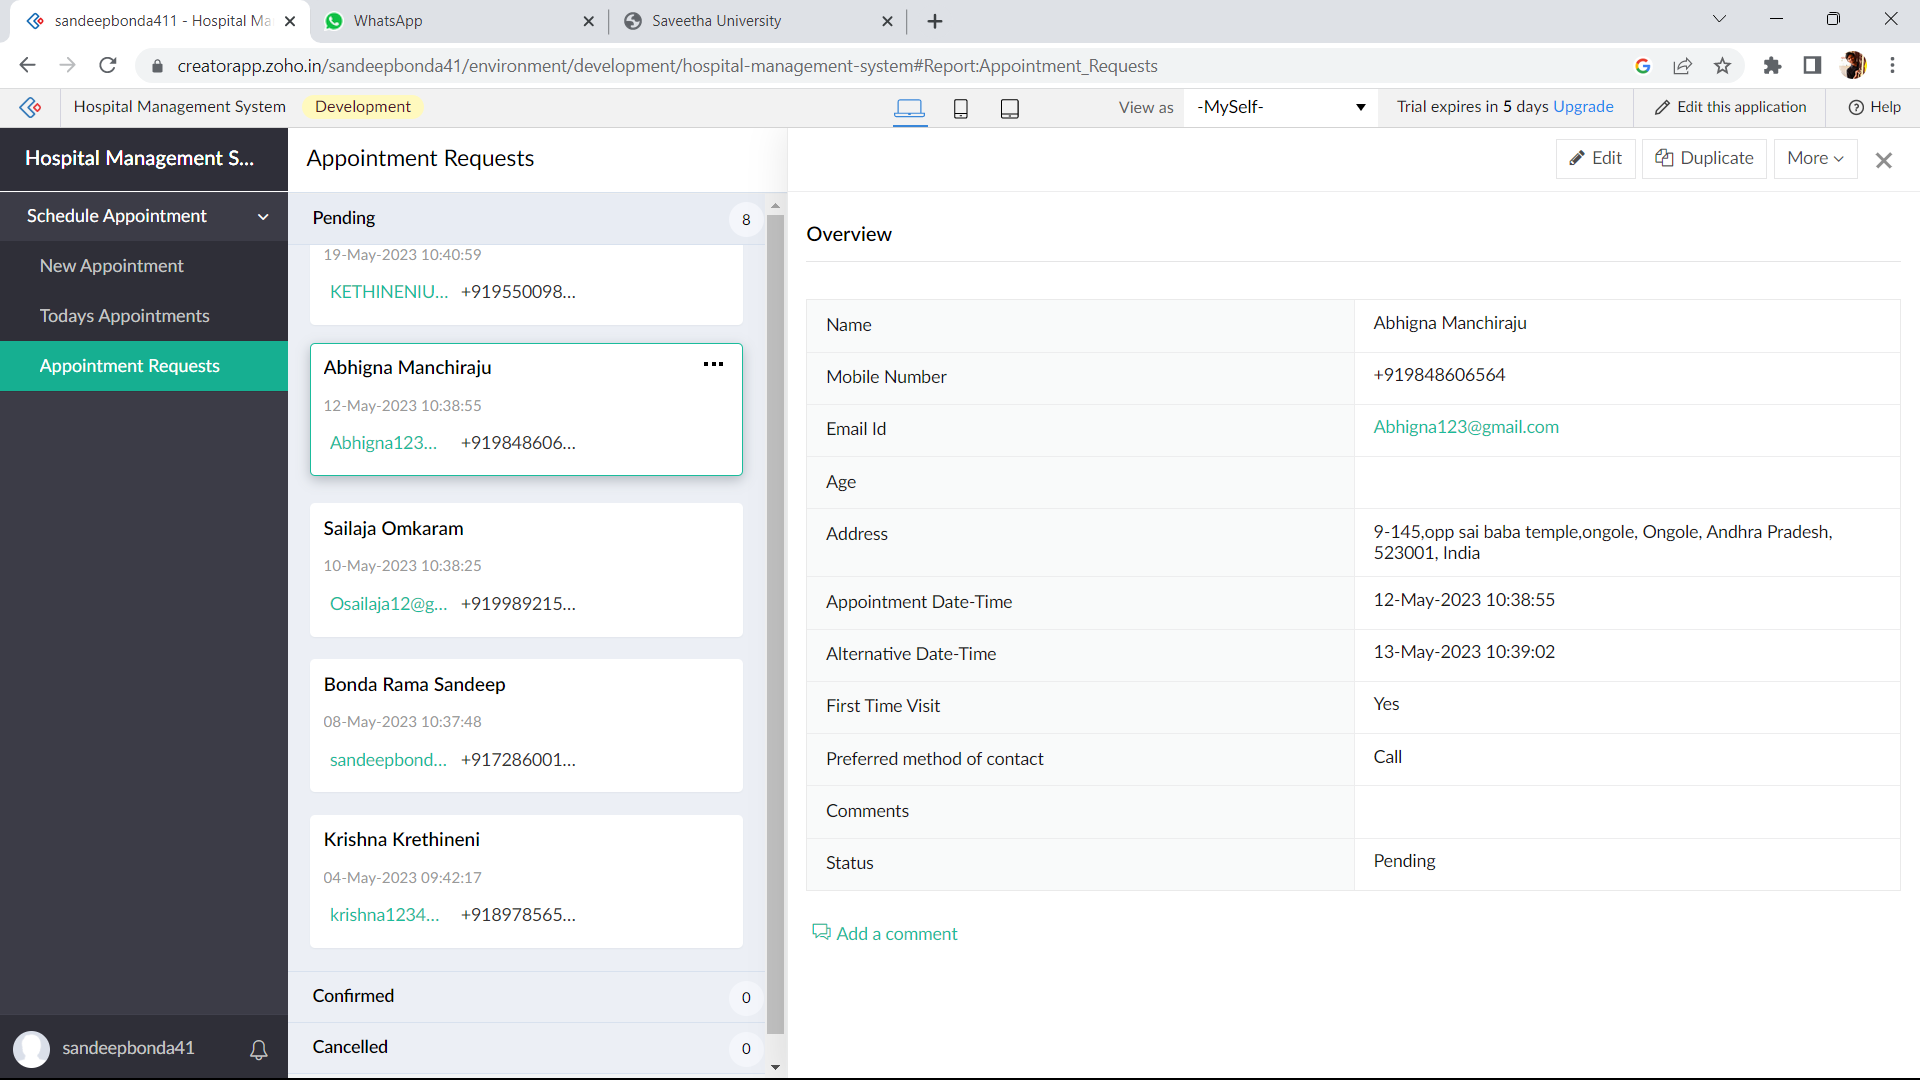 sandeepbonda411 - Hospital Ma
WhatsApp
Saveetha University
creatorapp.zoho.in/sandeepbonda41/environment/development/hospital-management-system#Report:Appointment_Requests
Hospital Management System
Development
View as
-MySelf-
Trial expires in 5 days Upgrade
Edit this application
Help
Hospital Management S...
Schedule Appointment
New Appointment
Todays Appointments
Appointment Requests
sandeepbonda41
Appointment Requests
Pending
8
19-May-2023 10:40:59
KETHINENIU... +919550098...
Abhigna Manchiraju
12-May-2023 10:38:55
Abhigna123... +919848606...
Sailaja Omkaram
10-May-2023 10:38:25
Osailaja12@g... +919989215...
Bonda Rama Sandeep
08-May-2023 10:37:48
sandeepbond... +917286001...
Krishna Krethineni
04-May-2023 09:42:17
krishna1234... +918978565...
Confirmed
0
Cancelled
0
Edit
Duplicate
More
Overview
Name Abhigna Manchiraju
Mobile Number +919848606564
Email Id Abhigna123@gmail.com
Age
Address 9-145,opp sai baba temple,ongole, Ongole, Andhra Pradesh,
523001, India
Appointment Date-Time 12-May-2023 10:38:55
Alternative Date-Time 13-May-2023 10:39:02
First Time Visit Yes
Preferred method of contact Call
Comments
Status Pending
Add a comment